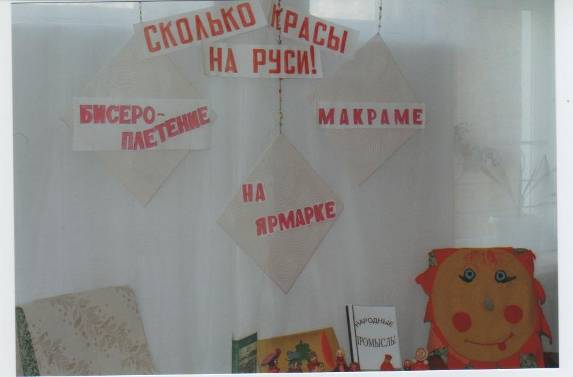 СКОЛЬКО КРАСЫ
НА РУСИ!
БИСЕРО-
ПЛЕТЕНИЕ
МАКРАМЕ
НА
ЯРМАРКЕ
НАРОДНЫЕ
ПРОМЫСЛЫ